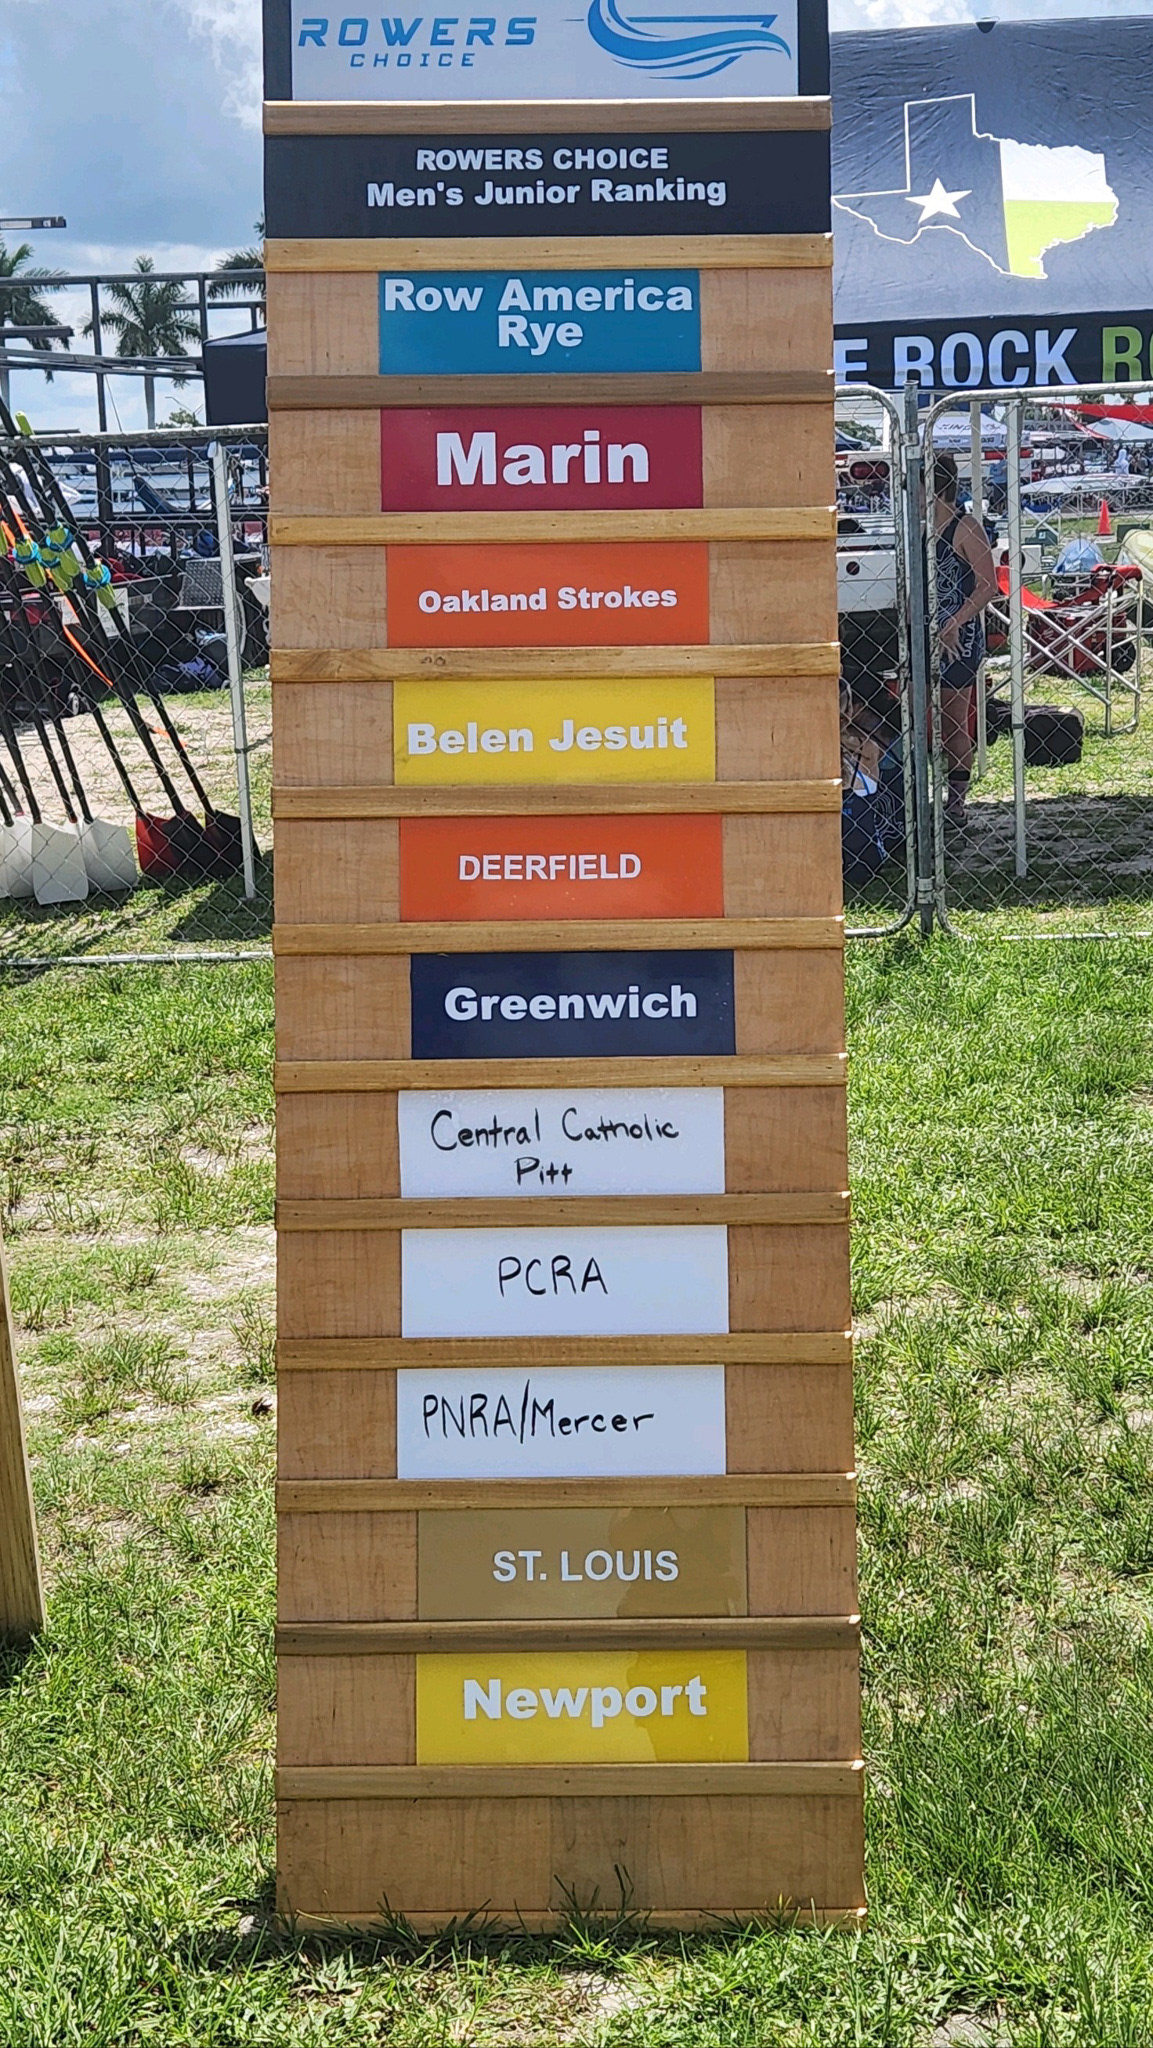 ROWERS
CHOICE
ROWERS CHOICE
Men's Junior Ranking
Row America
Rye
Marin
Oakland Strokes
Belen Jesuit
DEERFIELD
Greenwich
Central Catholic
Pitt
PCRA
PNRA/Mercer
ST. LOUIS
Newport
E ROCK RO